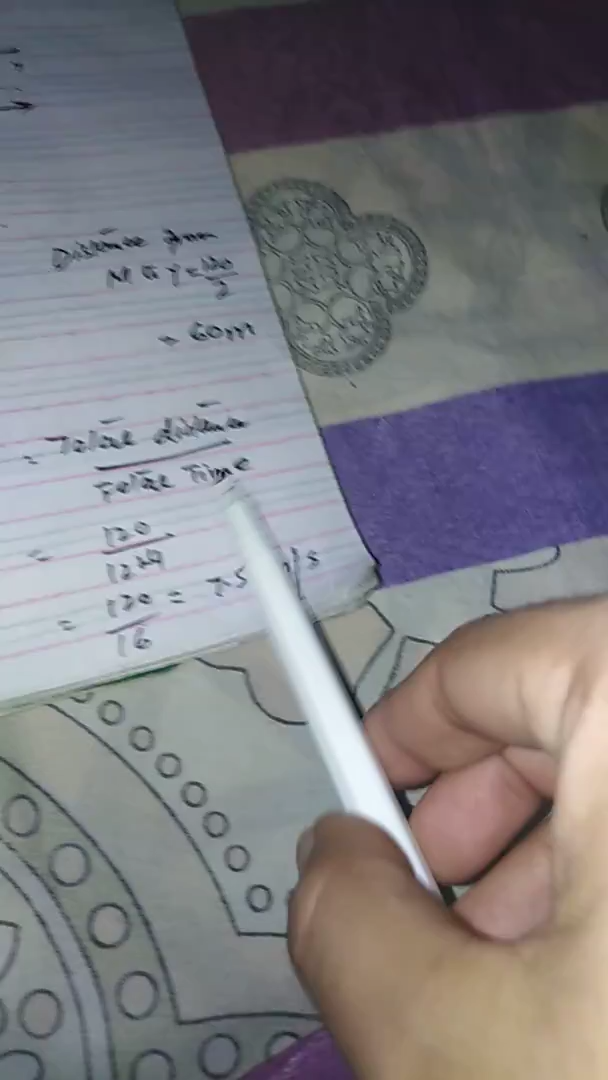 Distance from
M to Y = 120/2
= 60m
= Total distance
Total Time
= 120
12+4
= 120 = 7.5 m/s
16